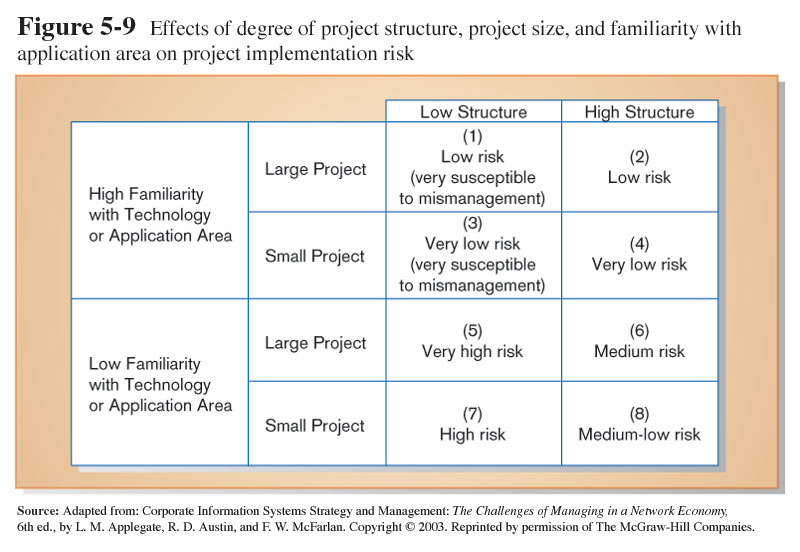 Figure 5-9 Effects of degree of project structure, project size, and familiarity with
application area on project implementation risk
Low Structure
High Structure
High Familiarity
with Technology
or Application Area
Large Project
(1)
Low risk
(very susceptible
to mismanagement)
(2)
Low risk
Small Project
(3)
Very low risk
(very susceptible
to mismanagement)
(4)
Very low risk
Low Familiarity
with Technology
or Application Area
Large Project
(5)
Very high risk
(6)
Medium risk
Small Project
(7)
High risk
(8)
Medium-low risk
Source: Adapted from: Corporate Information Systems Strategy and Management: The Challenges of Managing in a Network Economy,
6th ed., by L. M. Applegate, R. D. Austin, and F. W. McFarlan. Copyright © 2003. Reprinted by permission of The McGraw-Hill Companies.